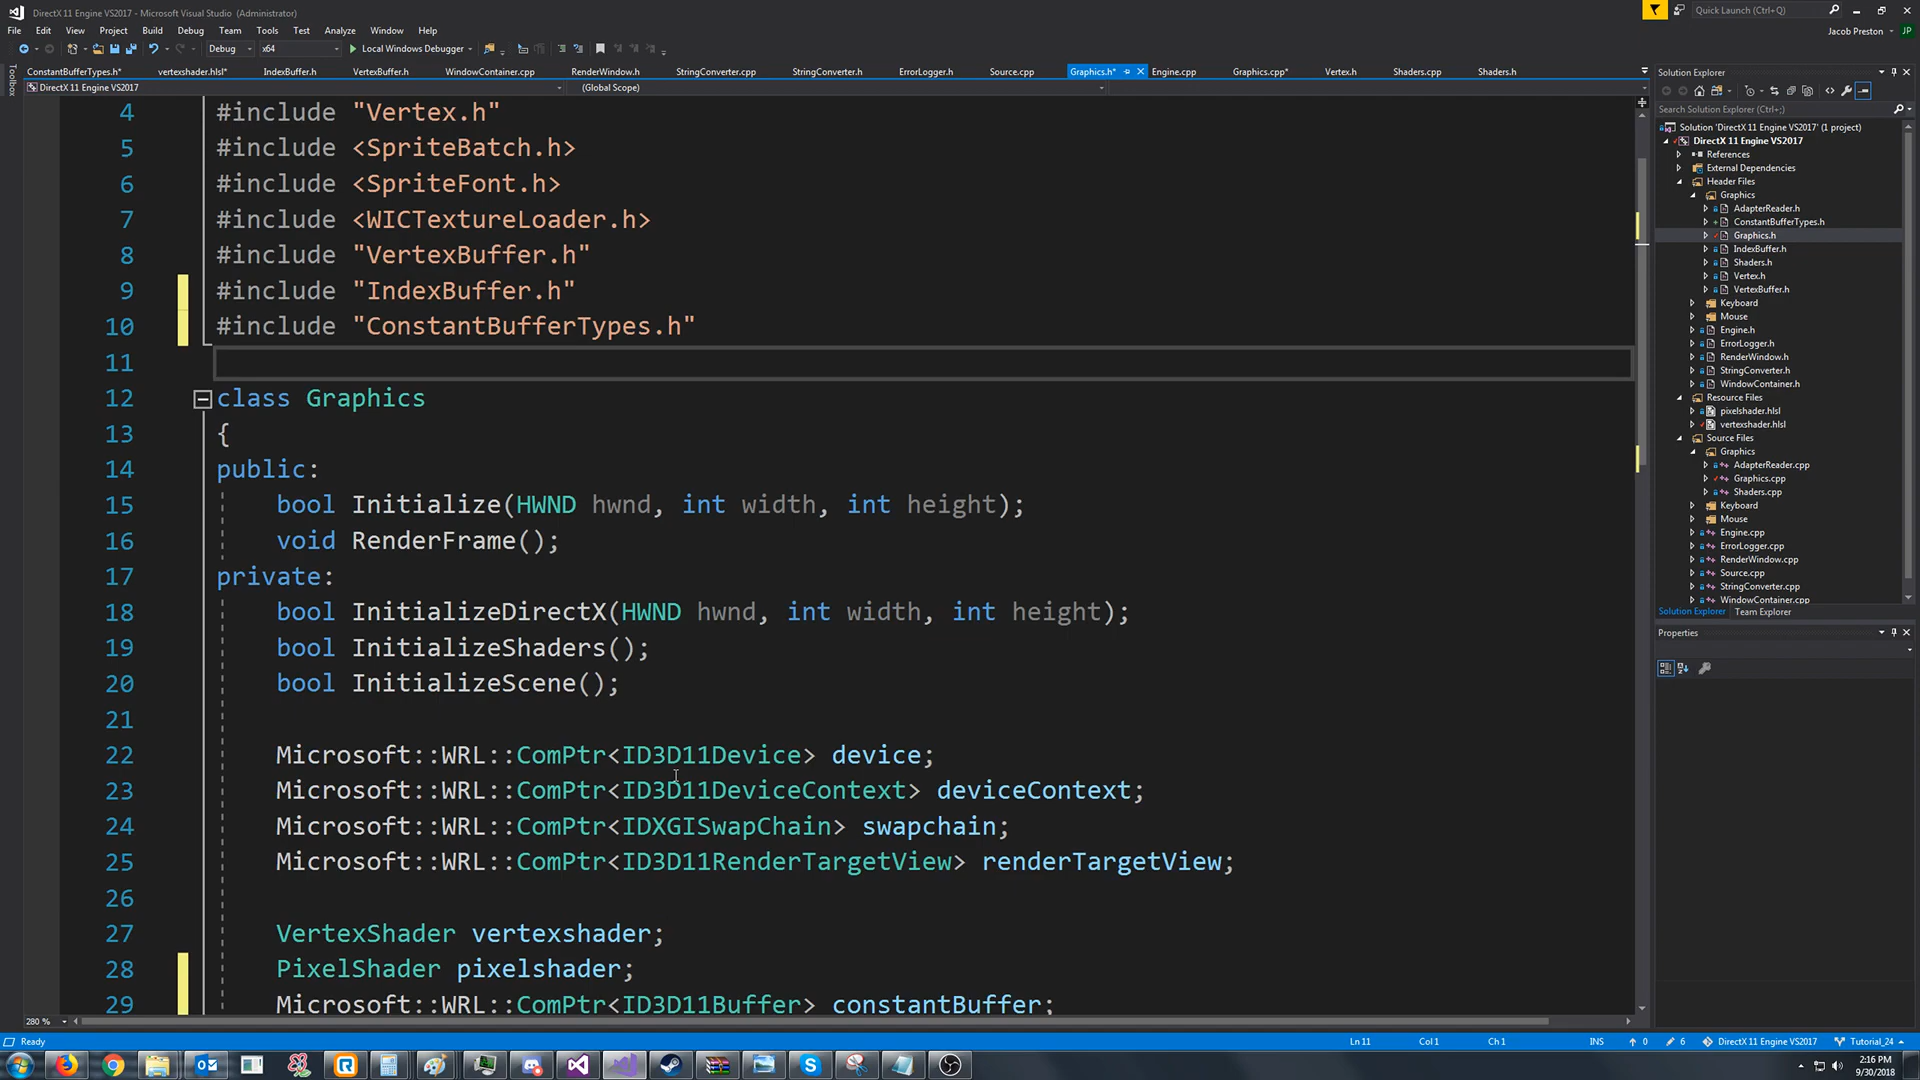 DirectX 11 Engine VS2017 - Microsoft Visual Studio (Administrator)
Quick Launch (Ctrl+Q)
File Edit View Project Build Debug Team Tools Test Analyze Window Help
Jacob Preston JP
Debug x64 Local Windows Debugger
Toolbox
ConstantBufferTypes.h* vertexshader.hlsl* IndexBuffer.h VertexBuffer.h WindowContainer.cpp RenderWindow.h StringConverter.cpp StringConverter.h ErrorLogger.h Source.cpp Graphics.h* Engine.cpp Graphics.cpp* Vertex.h Shaders.cpp Shaders.h
DirectX 11 Engine VS2017 (Global Scope)
4 #include "Vertex.h"
5 #include <SpriteBatch.h>
6 #include <SpriteFont.h>
7 #include <WICTextureLoader.h>
8 #include "VertexBuffer.h"
9 #include "IndexBuffer.h"
10 #include "ConstantBufferTypes.h"
11
12 class Graphics
13 {
14 public:
15 bool Initialize(HWND hwnd, int width, int height);
16 void RenderFrame();
17 private:
18 bool InitializeDirectX(HWND hwnd, int width, int height);
19 bool InitializeShaders();
20 bool InitializeScene();
21
22 Microsoft::WRL::ComPtr<ID3D11Device> device;
23 Microsoft::WRL::ComPtr<ID3D11DeviceContext> deviceContext;
24 Microsoft::WRL::ComPtr<IDXGISwapChain> swapchain;
25 Microsoft::WRL::ComPtr<ID3D11RenderTargetView> renderTargetView;
26
27 VertexShader vertexshader;
28 PixelShader pixelshader;
29 Microsoft::WRL::ComPtr<ID3D11Buffer> constantBuffer;
280 %
Solution Explorer
Search Solution Explorer (Ctrl+;)
Solution 'DirectX 11 Engine VS2017' (1 project)
DirectX 11 Engine VS2017
References
External Dependencies
Header Files
Graphics
AdapterReader.h
ConstantBufferTypes.h
Graphics.h
IndexBuffer.h
Shaders.h
Vertex.h
VertexBuffer.h
Keyboard
Mouse
Engine.h
ErrorLogger.h
RenderWindow.h
StringConverter.h
WindowContainer.h
Resource Files
pixelshader.hlsl
vertexshader.hlsl
Source Files
Graphics
AdapterReader.cpp
Graphics.cpp
Shaders.cpp
Keyboard
Mouse
Engine.cpp
ErrorLogger.cpp
RenderWindow.cpp
Source.cpp
StringConverter.cpp
WindowContainer.cpp
Solution Explorer Team Explorer
Properties
Ready Ln 11 Col 1 Ch 1 INS 0 6 DirectX 11 Engine VS2017 Tutorial_24
2:16 PM
9/30/2018